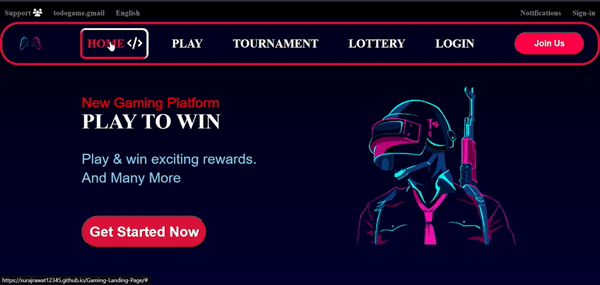 Support todogame.gmail English Notifications Sign-in
HOME </> PLAY TOURNAMENT LOTTERY LOGIN Join Us
New Gaming Platform
PLAY TO WIN
Play & win exciting rewards.
And Many More
Get Started Now
https://surajrawat12345.github.io/Gaming-Landing-Page/#